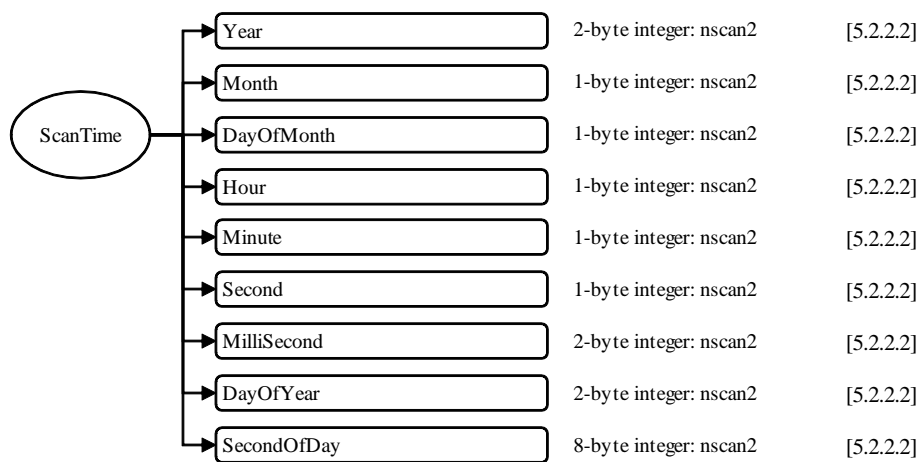 Year 2-byte integer: nscan2 [5.2.2.2]
Month 1-byte integer: nscan2 [5.2.2.2]
ScanTime DayOfMonth 1-byte integer: nscan2 [5.2.2.2]
Hour 1-byte integer: nscan2 [5.2.2.2]
Minute 1-byte integer: nscan2 [5.2.2.2]
Second 1-byte integer: nscan2 [5.2.2.2]
MilliSecond 2-byte integer: nscan2 [5.2.2.2]
DayOfYear 2-byte integer: nscan2 [5.2.2.2]
SecondOfDay 8-byte integer: nscan2 [5.2.2.2]